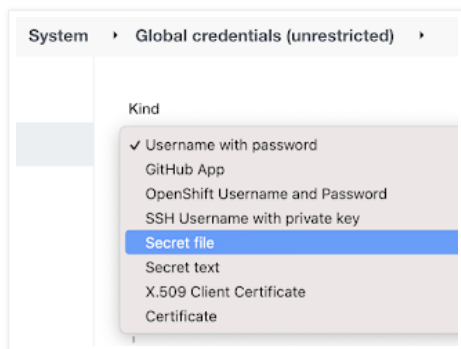 System ‣ Global credentials (unrestricted) ‣
Kind
✓ Username with password
GitHub App
OpenShift Username and Password
SSH Username with private key
Secret file
Secret text
X.509 Client Certificate
Certificate